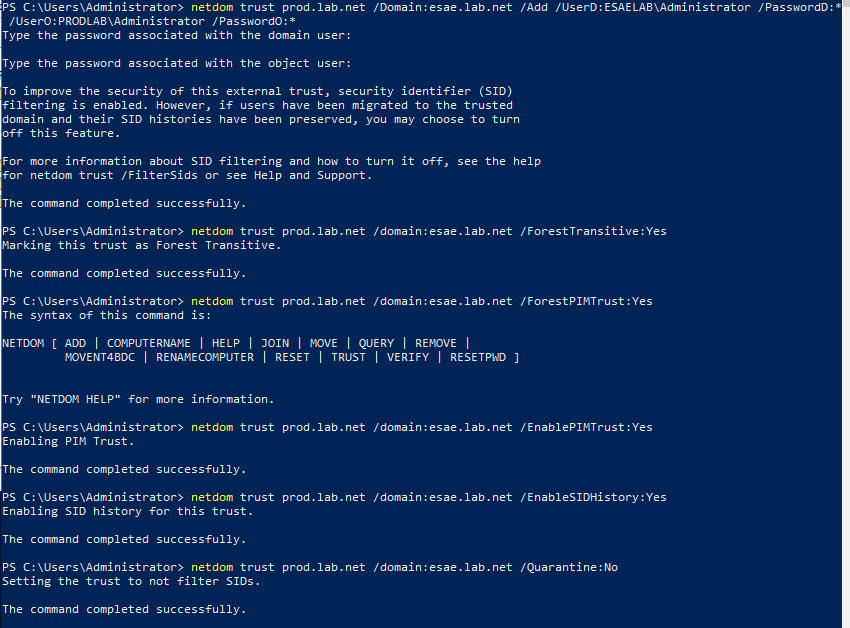 PS C:\Users\Administrator> netdom trust prod.lab.net /Domain:esae.lab.net /Add /UserD:ESAELAB\Administrator /PasswordD:*
/UserO:PRODLAB\Administrator /PasswordO:*
Type the password associated with the domain user:
Type the password associated with the object user:
To improve the security of this external trust, security identifier (SID)
filtering is enabled. However, if users have been migrated to the trusted
domain and their SID histories have been preserved, you may choose to turn
off this feature.
For more information about SID filtering and how to turn it off, see the help
for netdom trust /FilterSids or see Help and Support.
The command completed successfully.
PS C:\Users\Administrator> netdom trust prod.lab.net /domain:esae.lab.net /ForestTransitive:Yes
Marking this trust as Forest Transitive.
The command completed successfully.
PS C:\Users\Administrator> netdom trust prod.lab.net /domain:esae.lab.net /ForestPIMTrust:Yes
The syntax of this command is:
NETDOM [ ADD | COMPUTERNAME | HELP | JOIN | MOVE | QUERY | REMOVE |
MOVENT4BDC | RENAMECOMPUTER | RESET | TRUST | VERIFY | RESETPWD ]
Try "NETDOM HELP" for more information.
PS C:\Users\Administrator> netdom trust prod.lab.net /domain:esae.lab.net /EnablePIMTrust:Yes
Enabling PIM Trust.
The command completed successfully.
PS C:\Users\Administrator> netdom trust prod.lab.net /domain:esae.lab.net /EnableSIDHistory:Yes
Enabling SID history for this trust.
The command completed successfully.
PS C:\Users\Administrator> netdom trust prod.lab.net /domain:esae.lab.net /Quarantine:No
Setting the trust to not filter SIDs.
The command completed successfully.